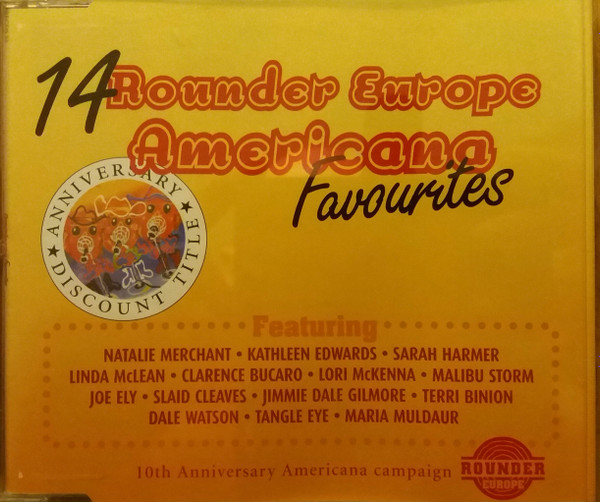 14 Rounder Europe
Americana
Favourites
★ ANNIVERSARY ★
DISCOUNT TITLE
Featuring
NATALIE MERCHANT • KATHLEEN EDWARDS • SARAH HARMER
LINDA McLEAN • CLARENCE BUCARO • LORI McKENNA • MALIBU STORM
JOE ELY • SLAID CLEAVES • JIMMIE DALE GILMORE • TERRI BINION
DALE WATSON • TANGLE EYE • MARIA MULDAUR
10th Anniversary Americana campaign
ROUNDER
EUROPE